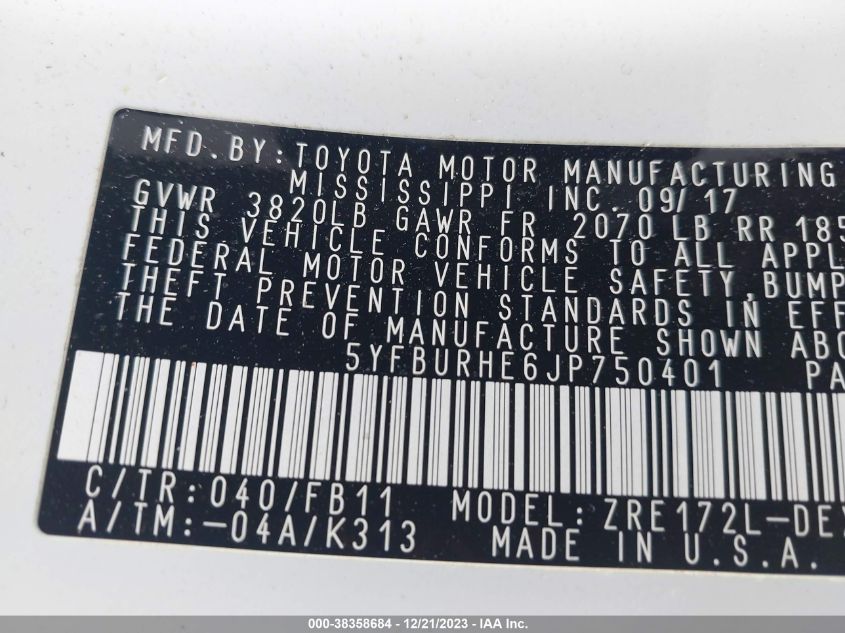 MFD.BY:TOYOTA MOTOR MANUFACTURING
MISSISSIPPI INC. 09/17
GVWR 3820LB GAWR FR 2070 LB RR 185
THIS VEHICLE CONFORMS TO ALL APPL
FEDERAL MOTOR VEHICLE SAFETY,BUMP
THEFT PREVENTION STANDARDS IN EFF
THE DATE OF MANUFACTURE SHOWN ABO
5YFBURHE6JP750401 PA
C/TR:040/FB11 MODEL:ZRE172L-DE
A/TM:-04A/K313 MADE IN U.S.A.
000-38358684 - 12/21/2023 - IAA Inc.